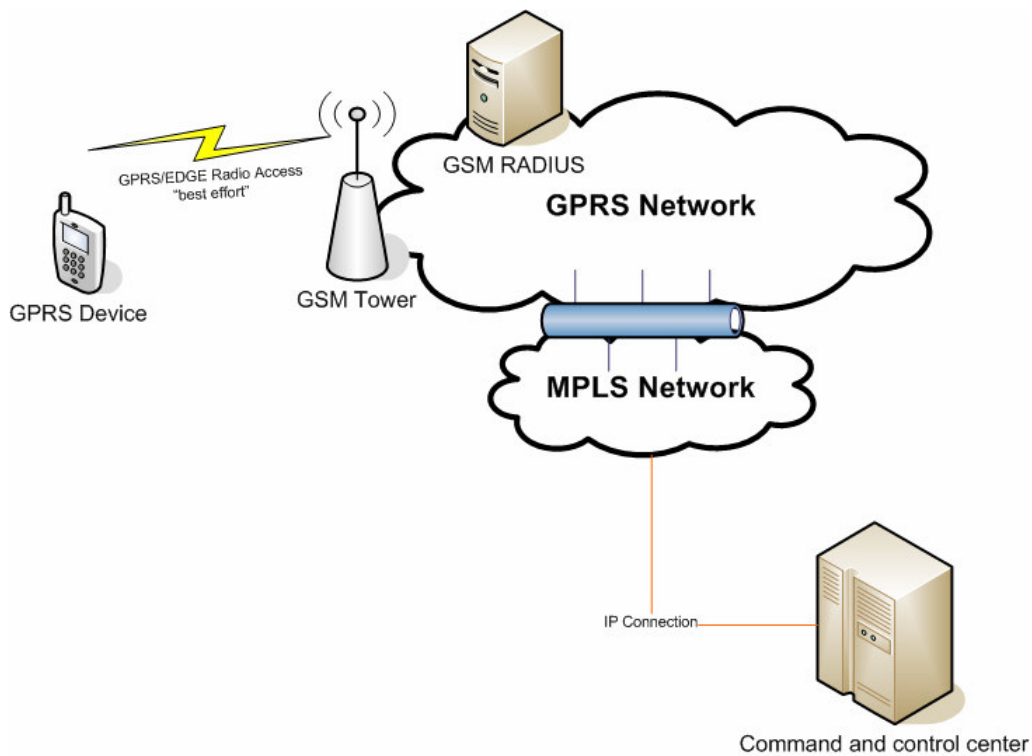 GSM RADIUS
GPRS/EDGE Radio Access
“best effort”
GPRS Network
GPRS Device
GSM Tower
MPLS Network
IP Connection
Command and control center